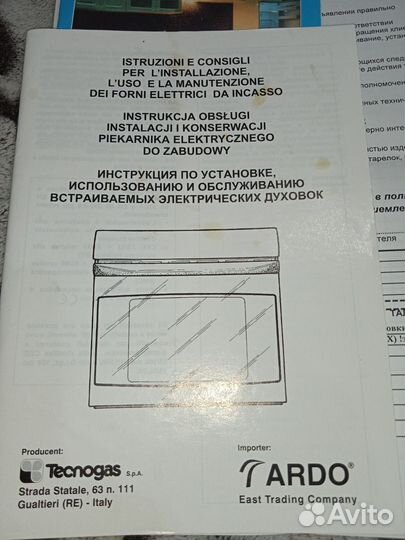 ISTRUZIONI E CONSIGLI
PER L'INSTALLAZIONE,
L'USO E LA MANUTENZIONE
DEI FORNI ELETTRICI DA INCASSO
INSTRUKCJA OBSŁUGI
INSTALACJI I KONSERWACJI
PIEKARNIKA ELEKTRYCZNEGO
DO ZABUDOWY
ИНСТРУКЦИЯ ПО УСТАНОВКЕ,
ИСПОЛЬЗОВАНИЮ И ОБСЛУЖИВАНИЮ
ВСТРАИВАЕМЫХ ЭЛЕКТРИЧЕСКИХ ДУХОВОК
Producent:
Tecnogas S.p.A.
Strada Statale, 63 n. 111
Gualtieri (RE) - Italy
Importer:
ARDO®
East Trading Company
правильно
Avito